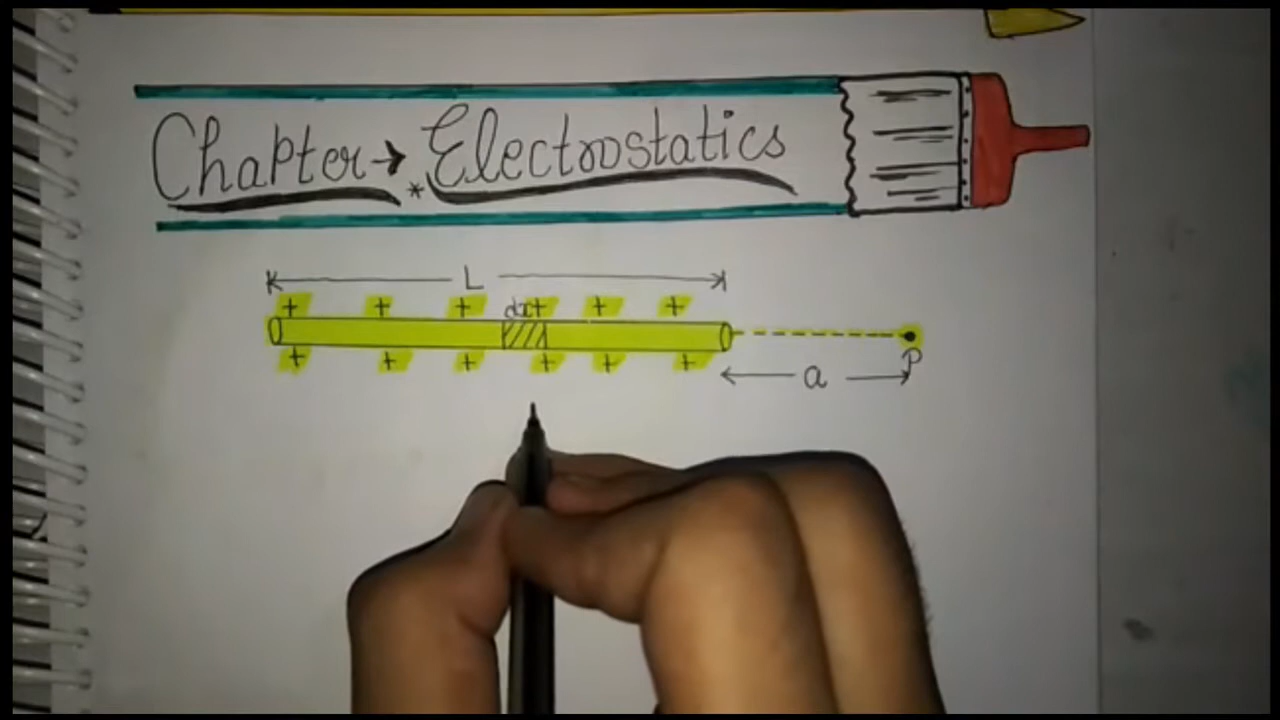 Chapter → Electrostatics
L
+ + + dx+ + +
+ + + + + +
P
a